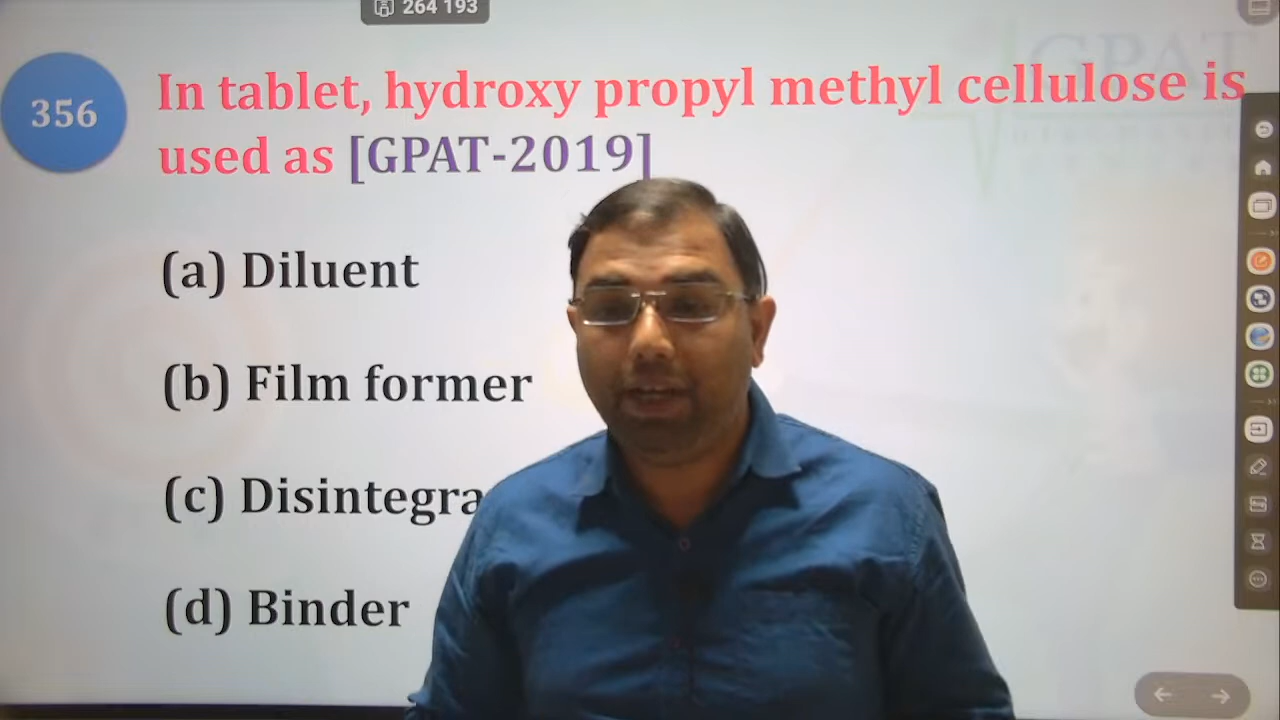 264 193
GPAT
356
In tablet, hydroxy propyl methyl cellulose is
used as [GPAT-2019]
(a) Diluent
(b) Film former
(c) Disintegra
(d) Binder